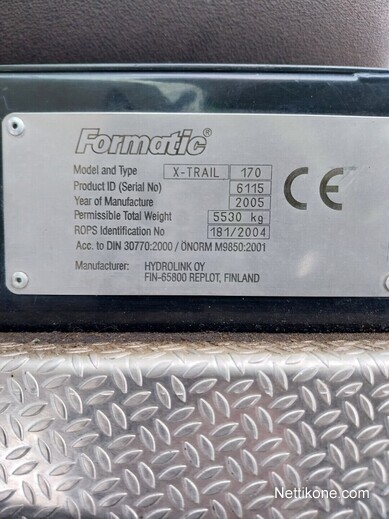 Formatic®
Model and Type X-TRAIL 170
Product ID (Serial No) 6115
Year of Manufacture 2005
Permissible Total Weight 5530 kg
ROPS Identification No 181/2004
Acc. to DIN 30770:2000 / ÖNORM M9850:2001
Manufacturer: HYDROLINK OY
FIN-65800 REPLOT, FINLAND
CE
Nettikone.com